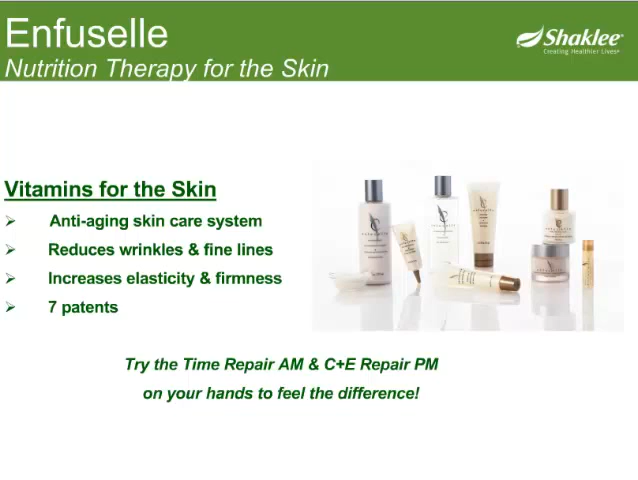 Enfuselle
Nutrition Therapy for the Skin
Shaklee®
Creating Healthier Lives®
Vitamins for the Skin
Anti-aging skin care system
Reduces wrinkles & fine lines
Increases elasticity & firmness
7 patents
Try the Time Repair AM & C+E Repair PM
on your hands to feel the difference!